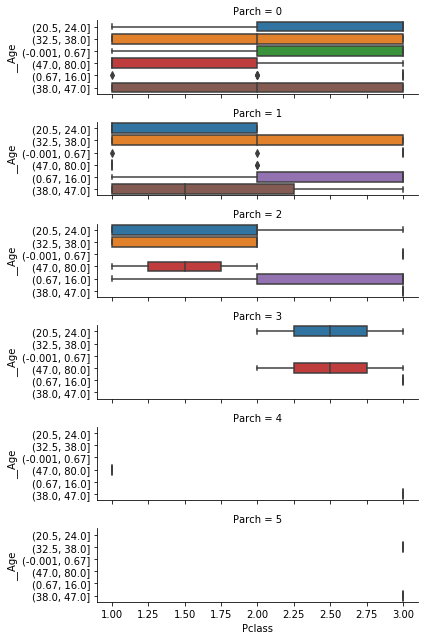 Parch = 0
__Age
(20.5, 24.0]
(32.5, 38.0]
(-0.001, 0.67]
(47.0, 80.0]
(0.67, 16.0]
(38.0, 47.0]
Parch = 1
__Age
(20.5, 24.0]
(32.5, 38.0]
(-0.001, 0.67]
(47.0, 80.0]
(0.67, 16.0]
(38.0, 47.0]
Parch = 2
__Age
(20.5, 24.0]
(32.5, 38.0]
(-0.001, 0.67]
(47.0, 80.0]
(0.67, 16.0]
(38.0, 47.0]
Parch = 3
__Age
(20.5, 24.0]
(32.5, 38.0]
(-0.001, 0.67]
(47.0, 80.0]
(0.67, 16.0]
(38.0, 47.0]
Parch = 4
__Age
(20.5, 24.0]
(32.5, 38.0]
(-0.001, 0.67]
(47.0, 80.0]
(0.67, 16.0]
(38.0, 47.0]
Parch = 5
__Age
(20.5, 24.0]
(32.5, 38.0]
(-0.001, 0.67]
(47.0, 80.0]
(0.67, 16.0]
(38.0, 47.0]
1.00 1.25 1.50 1.75 2.00 2.25 2.50 2.75 3.00
Pclass